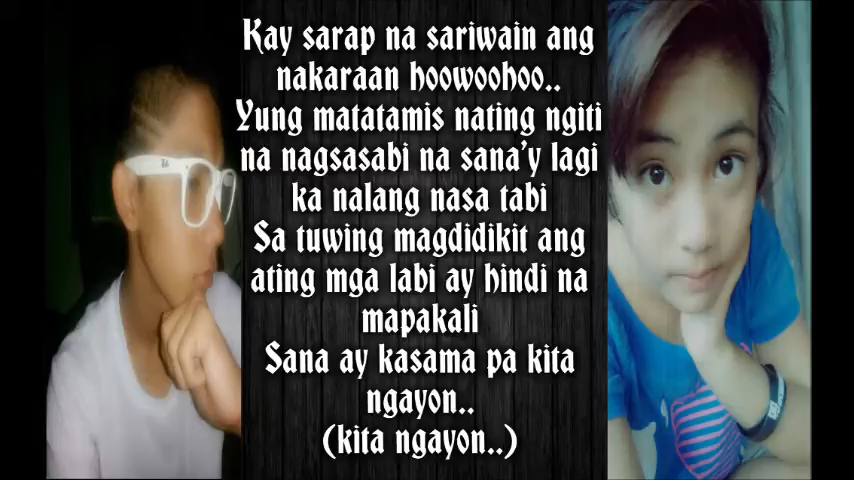 Kay sarap na sariwain ang
nakaraan hoowoohoo..
Yung matatamis nating ngiti
na nagsasabi na sana'y lagi
ka nalang nasa tabi
Sa tuwing magdidikit ang
ating mga labi ay hindi na
mapakali
Sana ay kasama pa kita
ngayon..
(kita ngayon..)